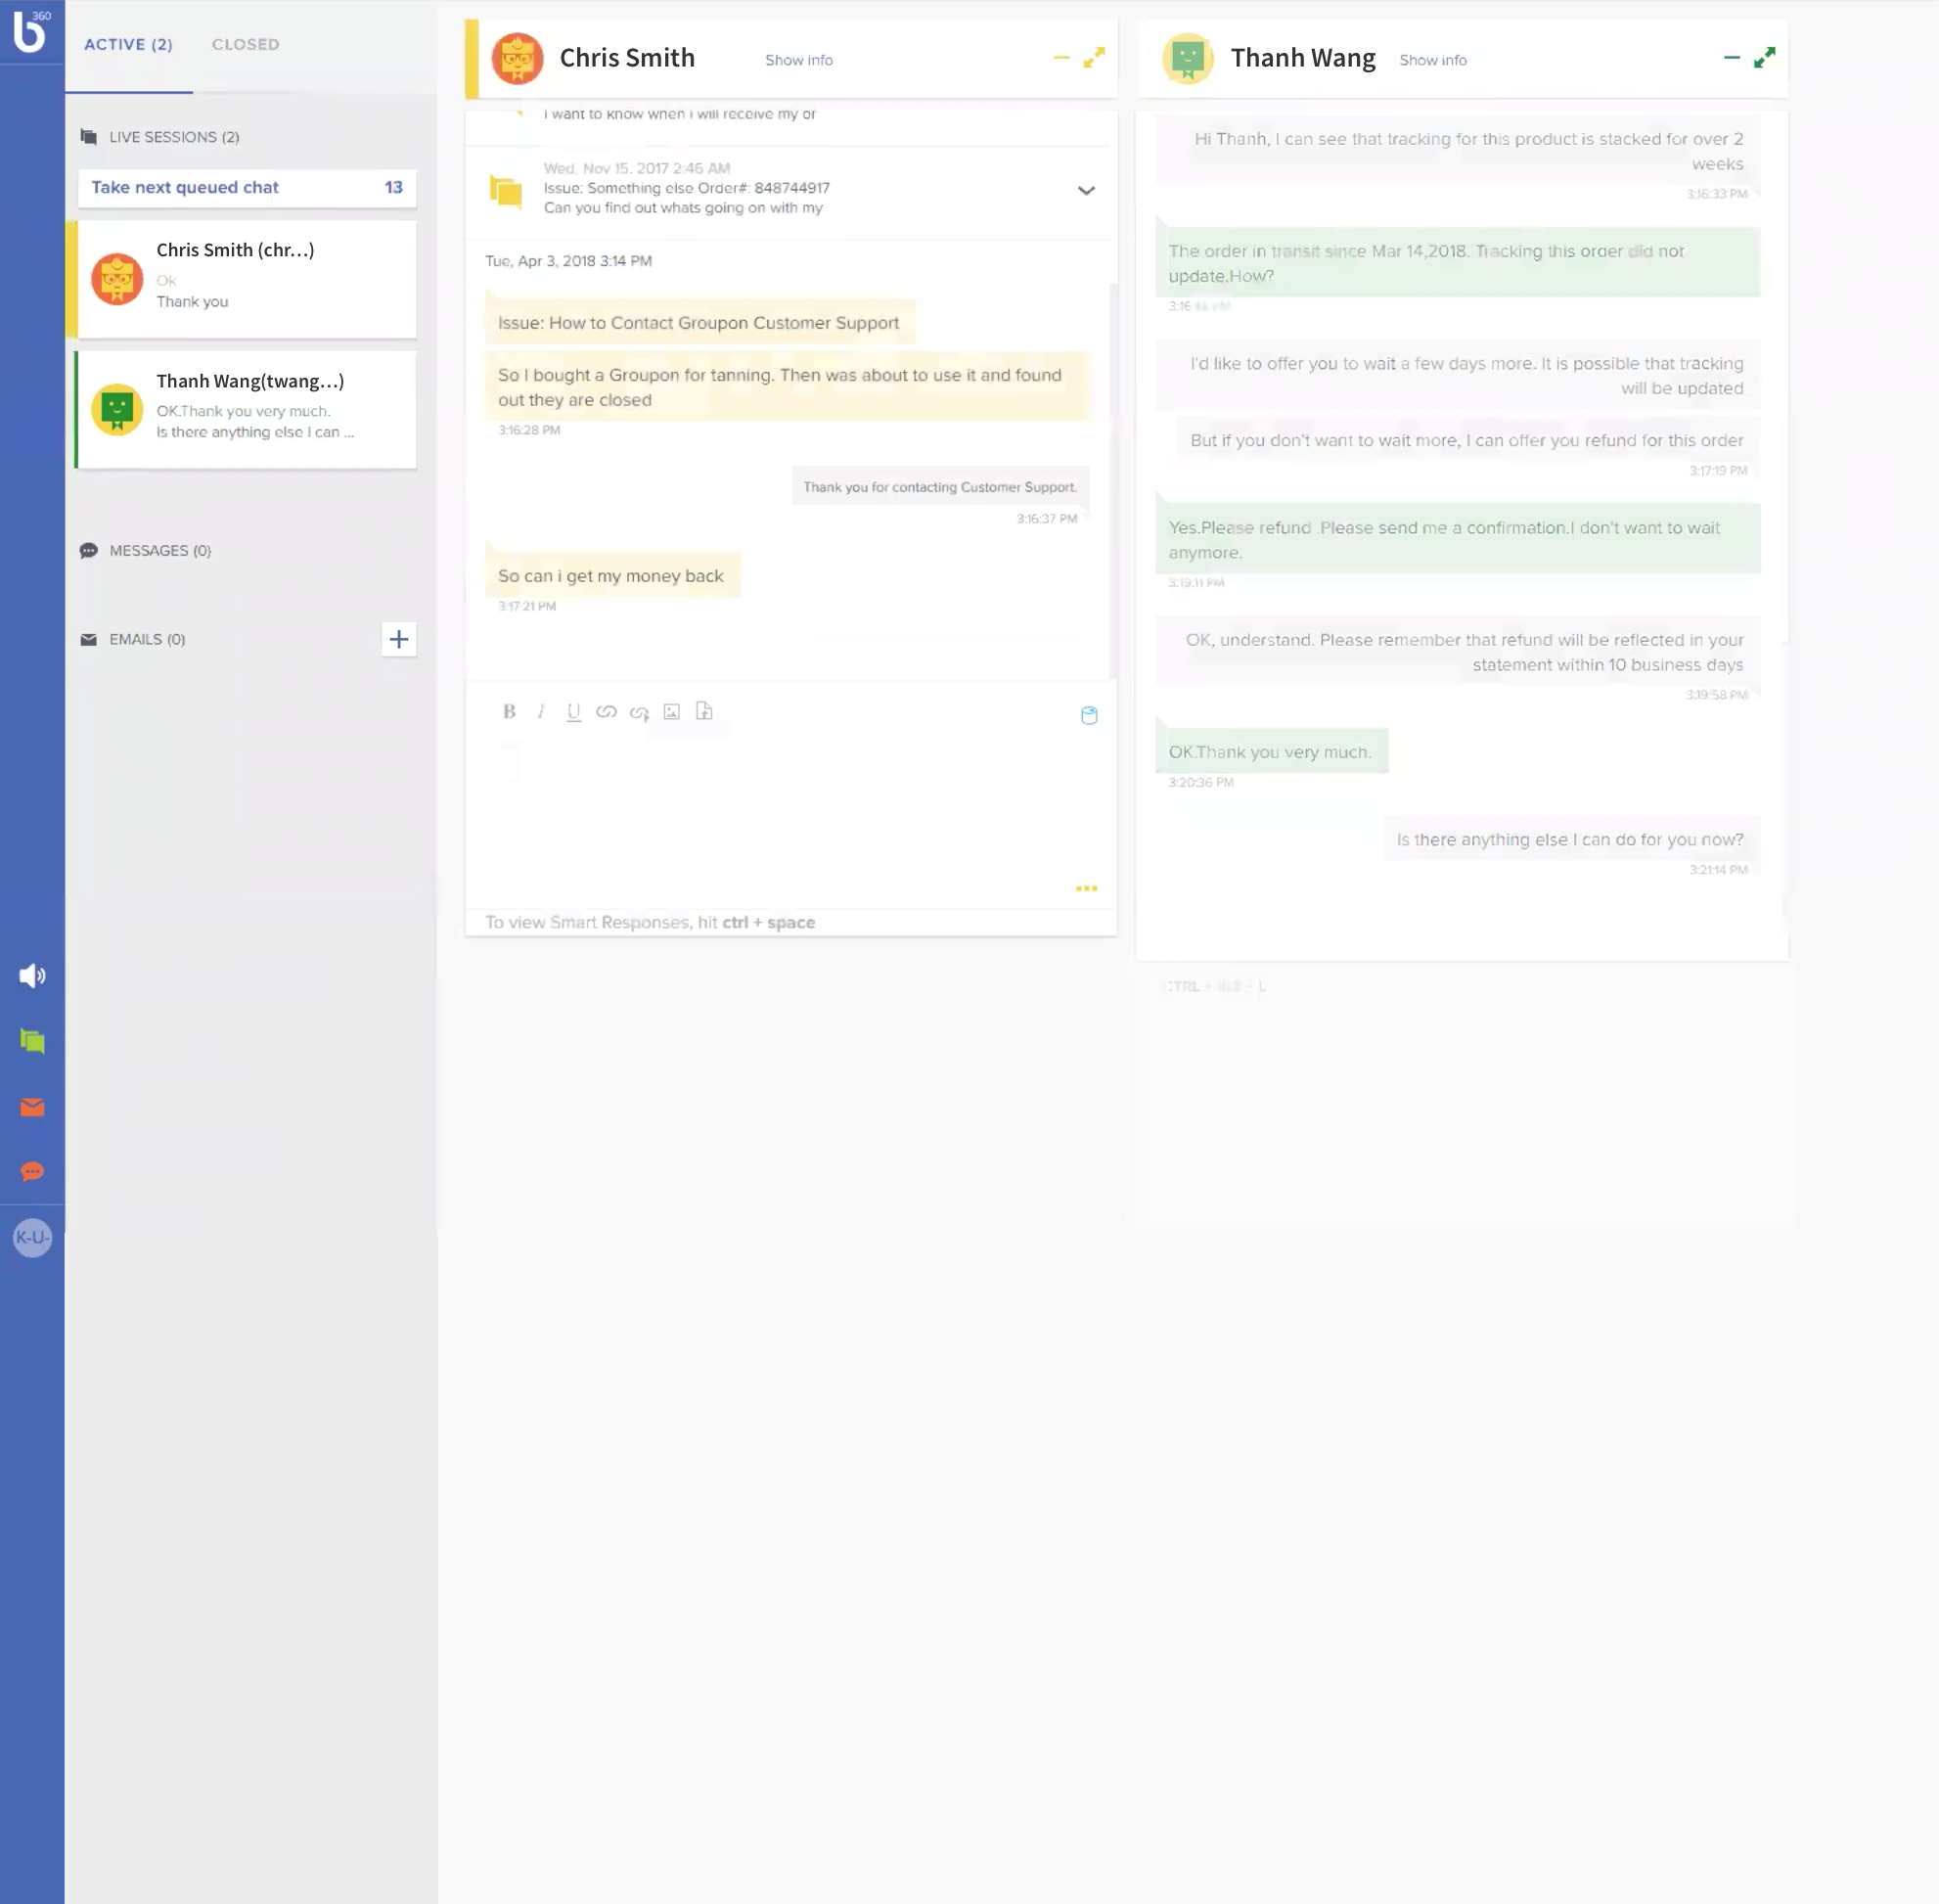 b 360
ACTIVE (2) CLOSED
LIVE SESSIONS (2)
Take next queued chat 13
Chris Smith (chr...)
Ok
Thank you
Thanh Wang(twang...)
OK.Thank you very much.
Is there anything else I can ...
MESSAGES (0)
EMAILS (0)
K-U-
Chris Smith Show info
I want to know when I will receive my or
Wed, Nov 15, 2017 2:46 AM
Issue: Something else Order#: 848744917
Can you find out whats going on with my
Tue, Apr 3, 2018 3:14 PM
Issue: How to Contact Groupon Customer Support
So I bought a Groupon for tanning. Then was about to use it and found
out they are closed
3:16:28 PM
Thank you for contacting Customer Support.
3:16:37 PM
So can i get my money back
3:17:21 PM
B I U
To view Smart Responses, hit ctrl + space
Thanh Wang Show info
Hi Thanh, I can see that tracking for this product is stacked for over 2
weeks
3:16:33 PM
The order in transit since Mar 14,2018. Tracking this order did not
update.How?
I'd like to offer you to wait a few days more. It is possible that tracking
will be updated
But if you don't want to wait more, I can offer you refund for this order
3:17:19 PM
Yes.Please refund .Please send me a confirmation.I don't want to wait
anymore.
3:19:11 PM
OK, understand. Please remember that refund will be reflected in your
statement within 10 business days
3:19:58 PM
OK.Thank you very much.
3:20:36 PM
Is there anything else I can do for you now?
3:21:14 PM
CTRL + + L